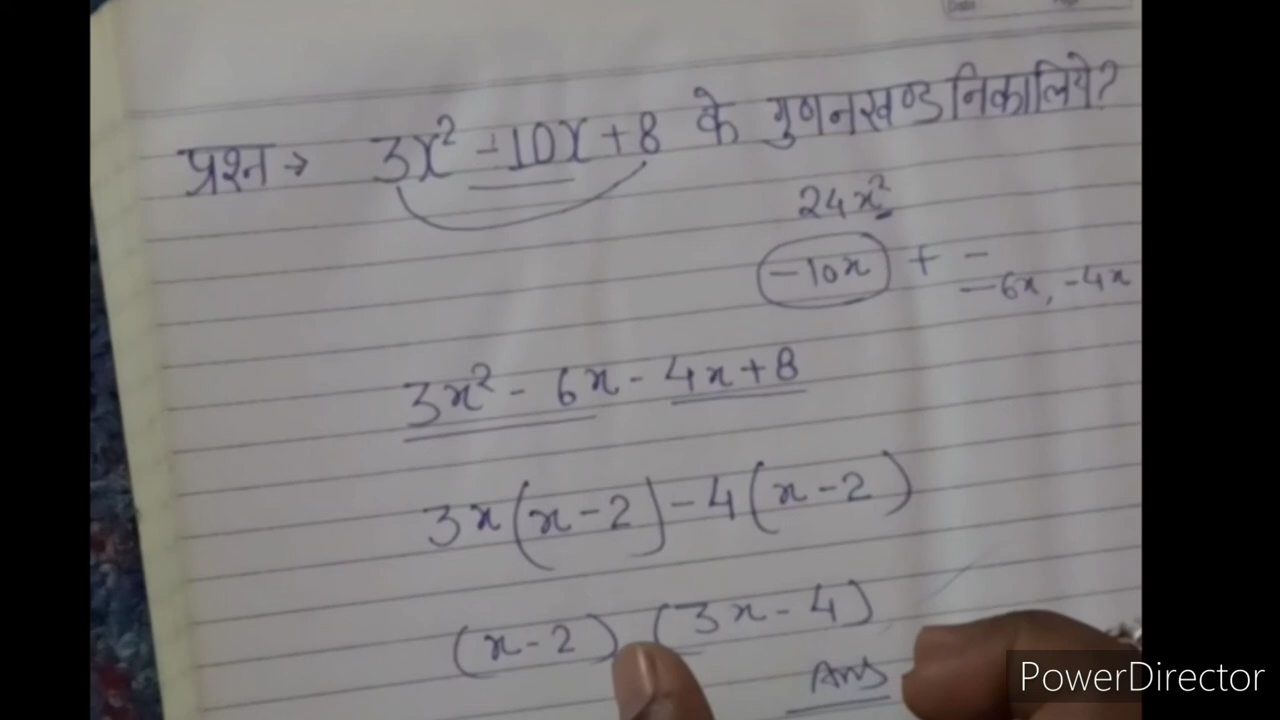 प्रश्न → 3x² - 10x + 8 के गुणनखण्ड निकालिये?
24x²
-10x + -
-6x, -4x
3x² - 6x - 4x + 8
3x(x-2) - 4(x-2)
(x-2) (3x-4)
Ans
PowerDirector